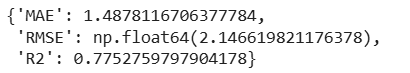 {'MAE': 1.4878116706377784,
'RMSE': np.float64(2.146619821176378),
'R2': 0.7752759797904178}